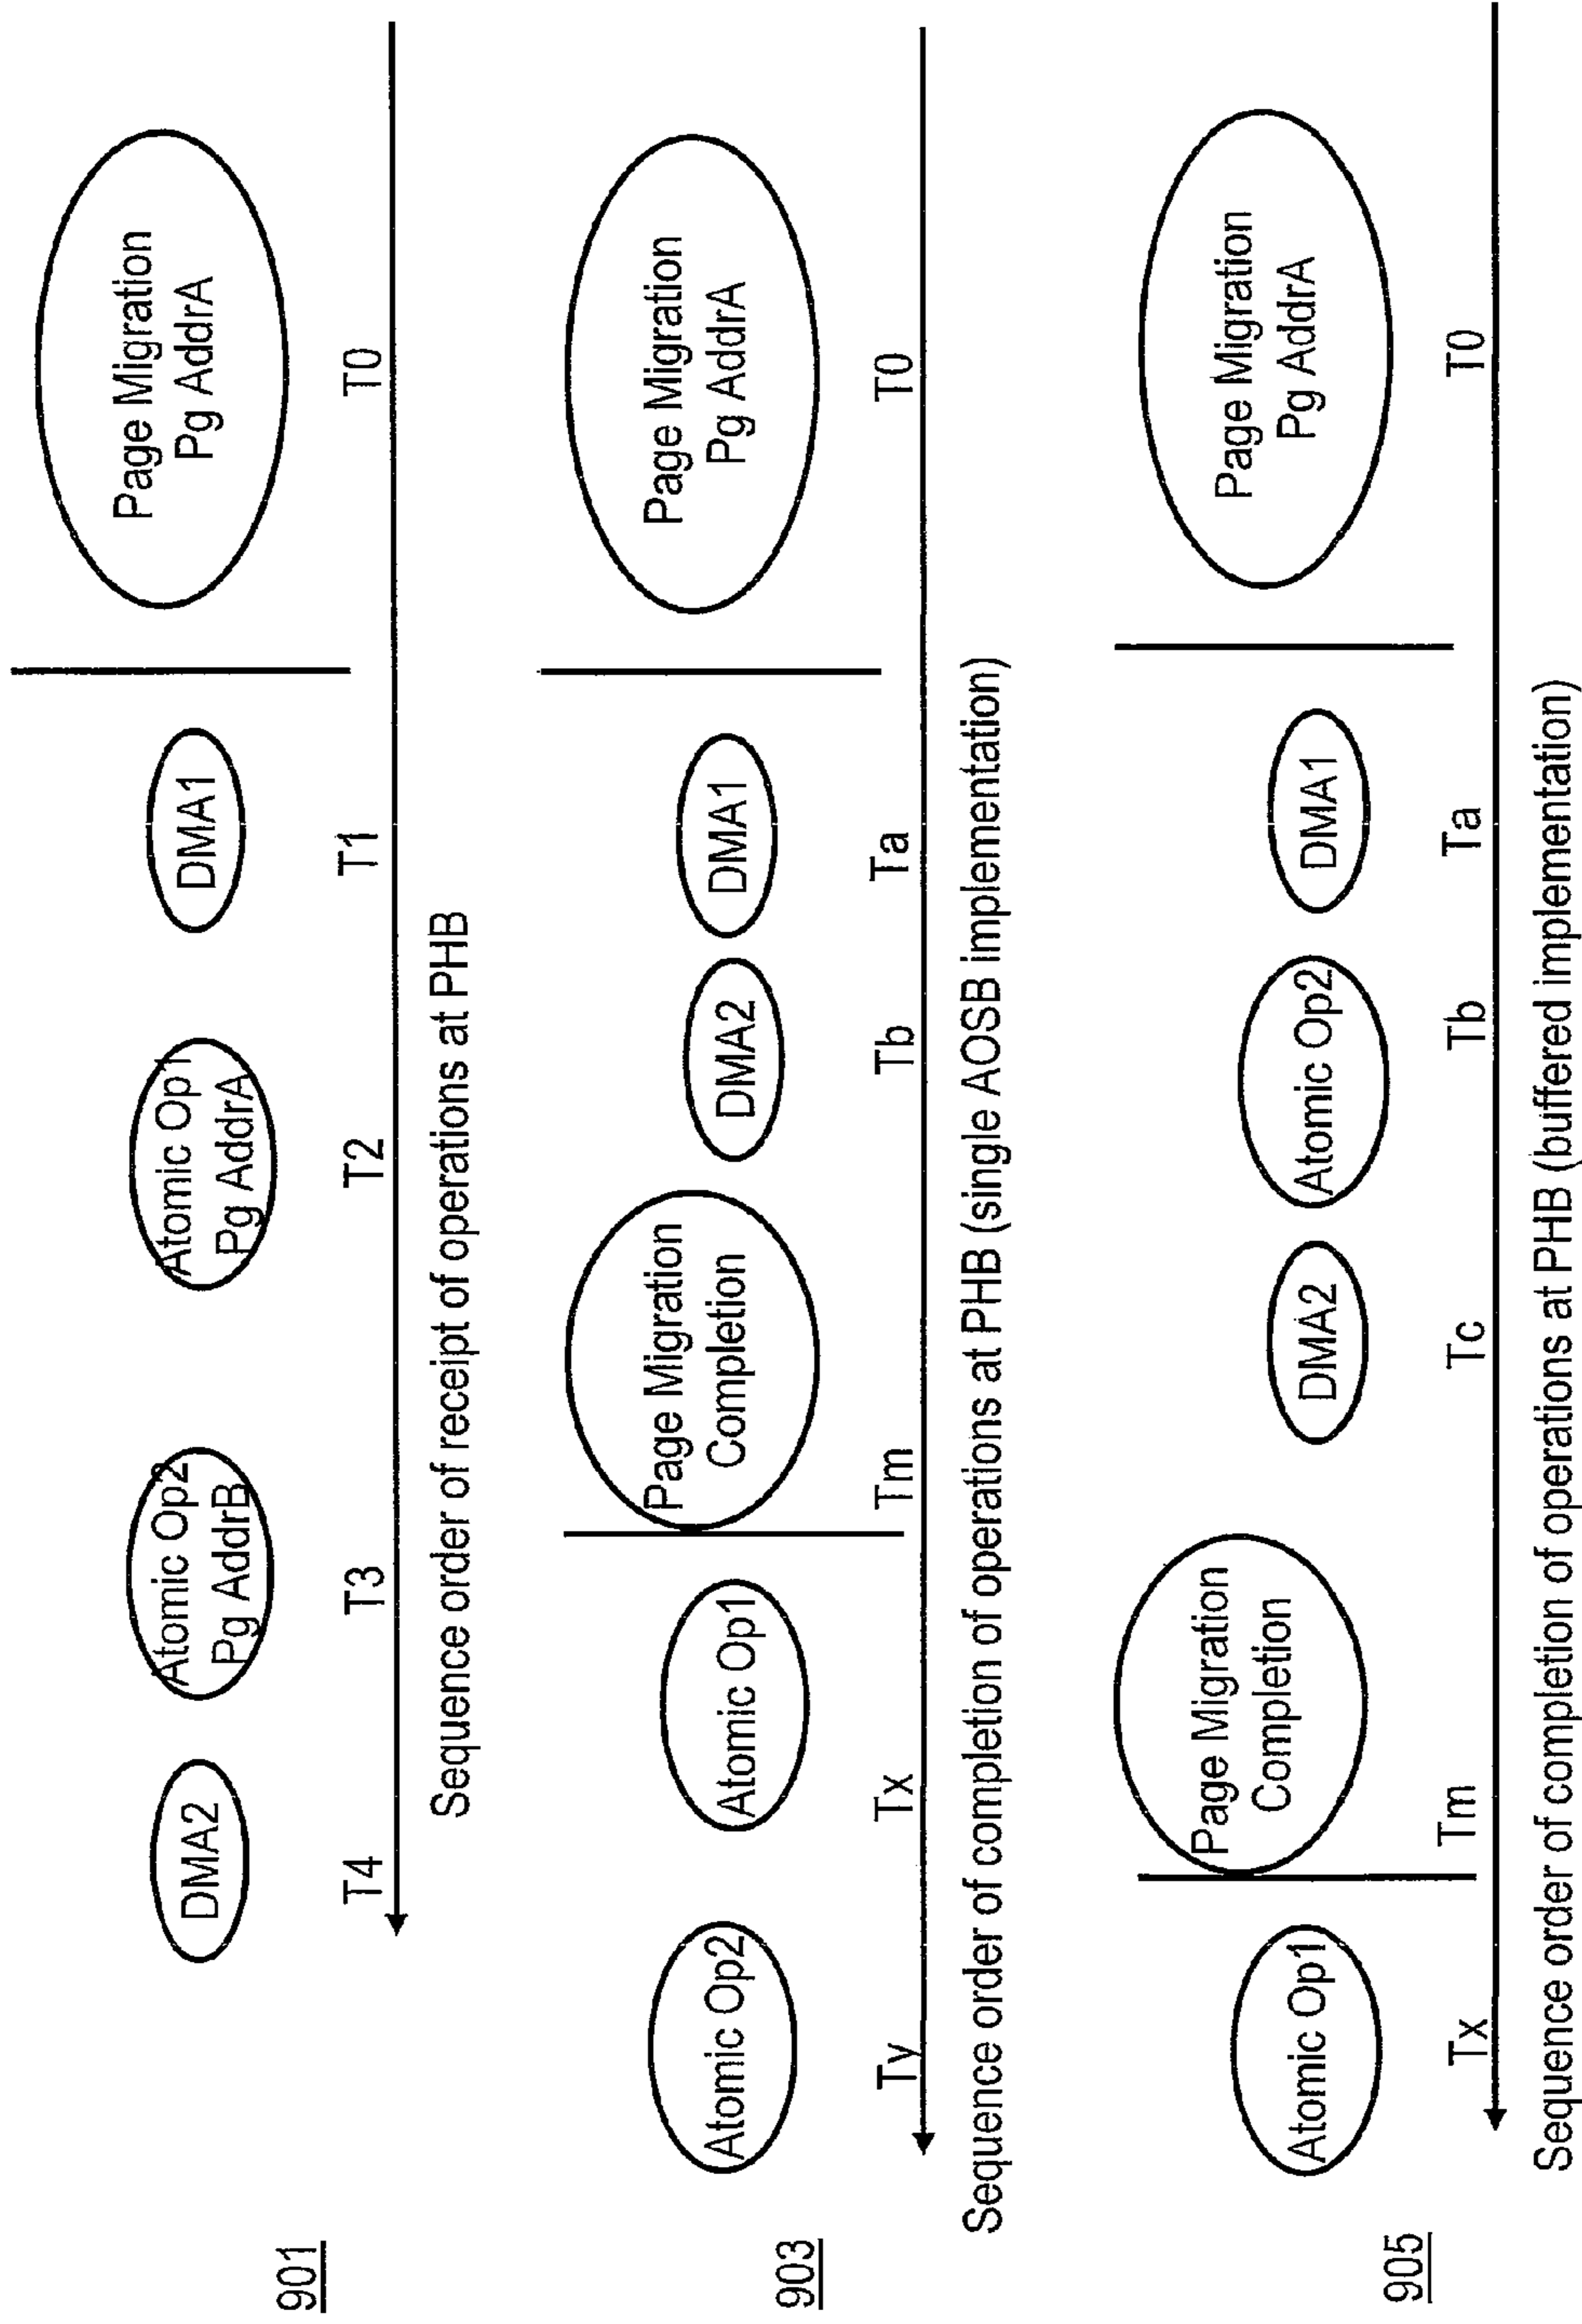 901
DMA2
Atomic Op2
Pg AddrB
Atomic Op1
Pg AddrA
DMA1
Page Migration
Pg AddrA
T4
T3
T2
T1
T0
Sequence order of receipt of operations at PHB
903
Atomic Op2
Atomic Op1
Page Migration
Completion
DMA2
DMA1
Page Migration
Pg AddrA
Ty
Tx
Tm
Tb
Ta
T0
Sequence order of completion of operations at PHB (single AOSB implementation)
905
Atomic Op1
Page Migration
Completion
DMA2
Atomic Op2
DMA1
Page Migration
Pg AddrA
Tx
Tm
Tc
Tb
Ta
T0
Sequence order of completion of operations at PHB (buffered implementation)